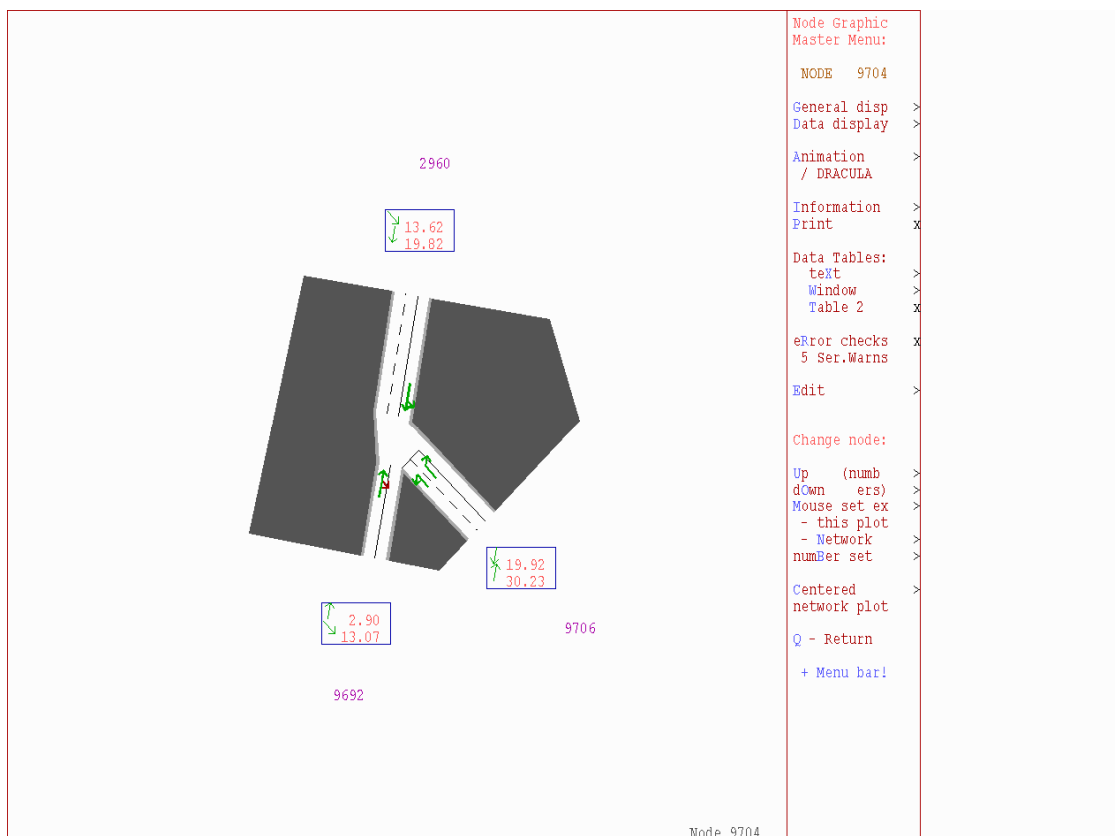 2960
13.62
19.82
19.92
30.23
9706
2.90
13.07
9692
Node 9704
Node Graphic
Master Menu:
NODE 9704
General disp >
Data display >
Animation >
/ DRACULA
Information >
Print x
Data Tables:
teXt >
Window >
Table 2 x
eRror checks x
5 Ser.Warns
Edit >
Change node:
Up (numb >
dOwn ers) >
Mouse set ex >
- this plot
- Network >
numBer set >
Centered >
network plot
Q - Return
+ Menu bar!